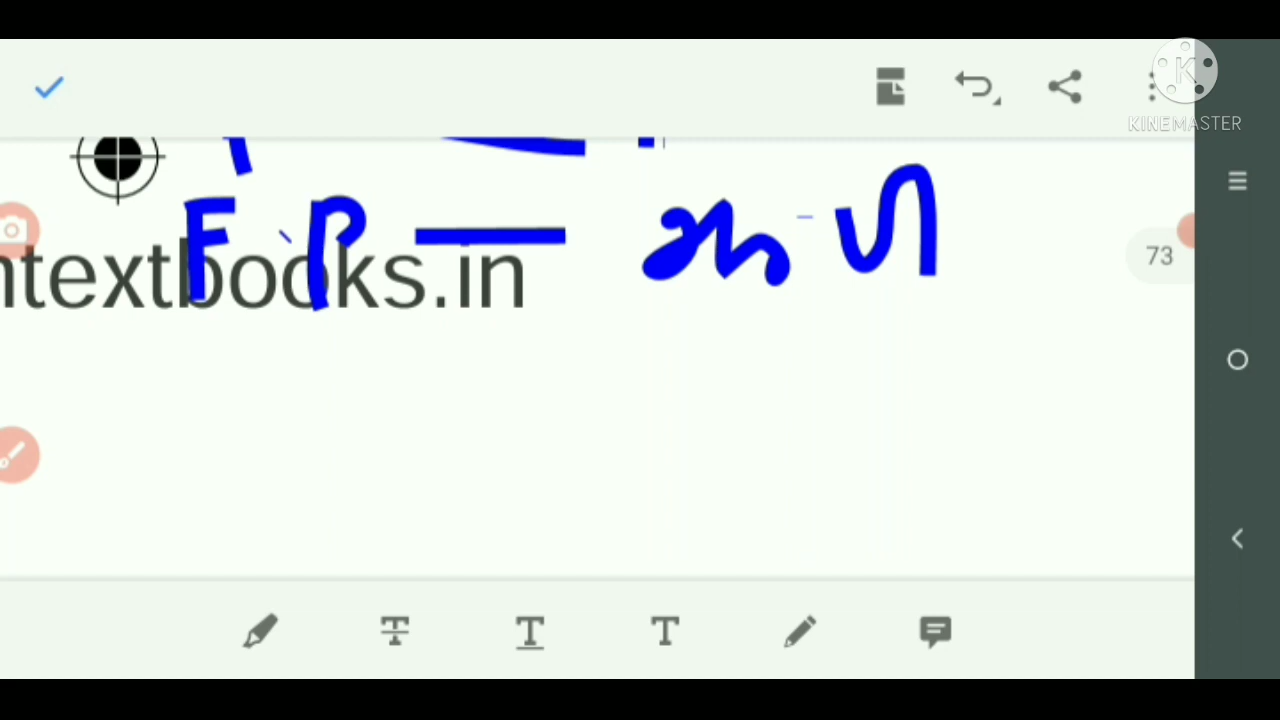 K
KINEMASTER
F P —
ntextbooks.in
73